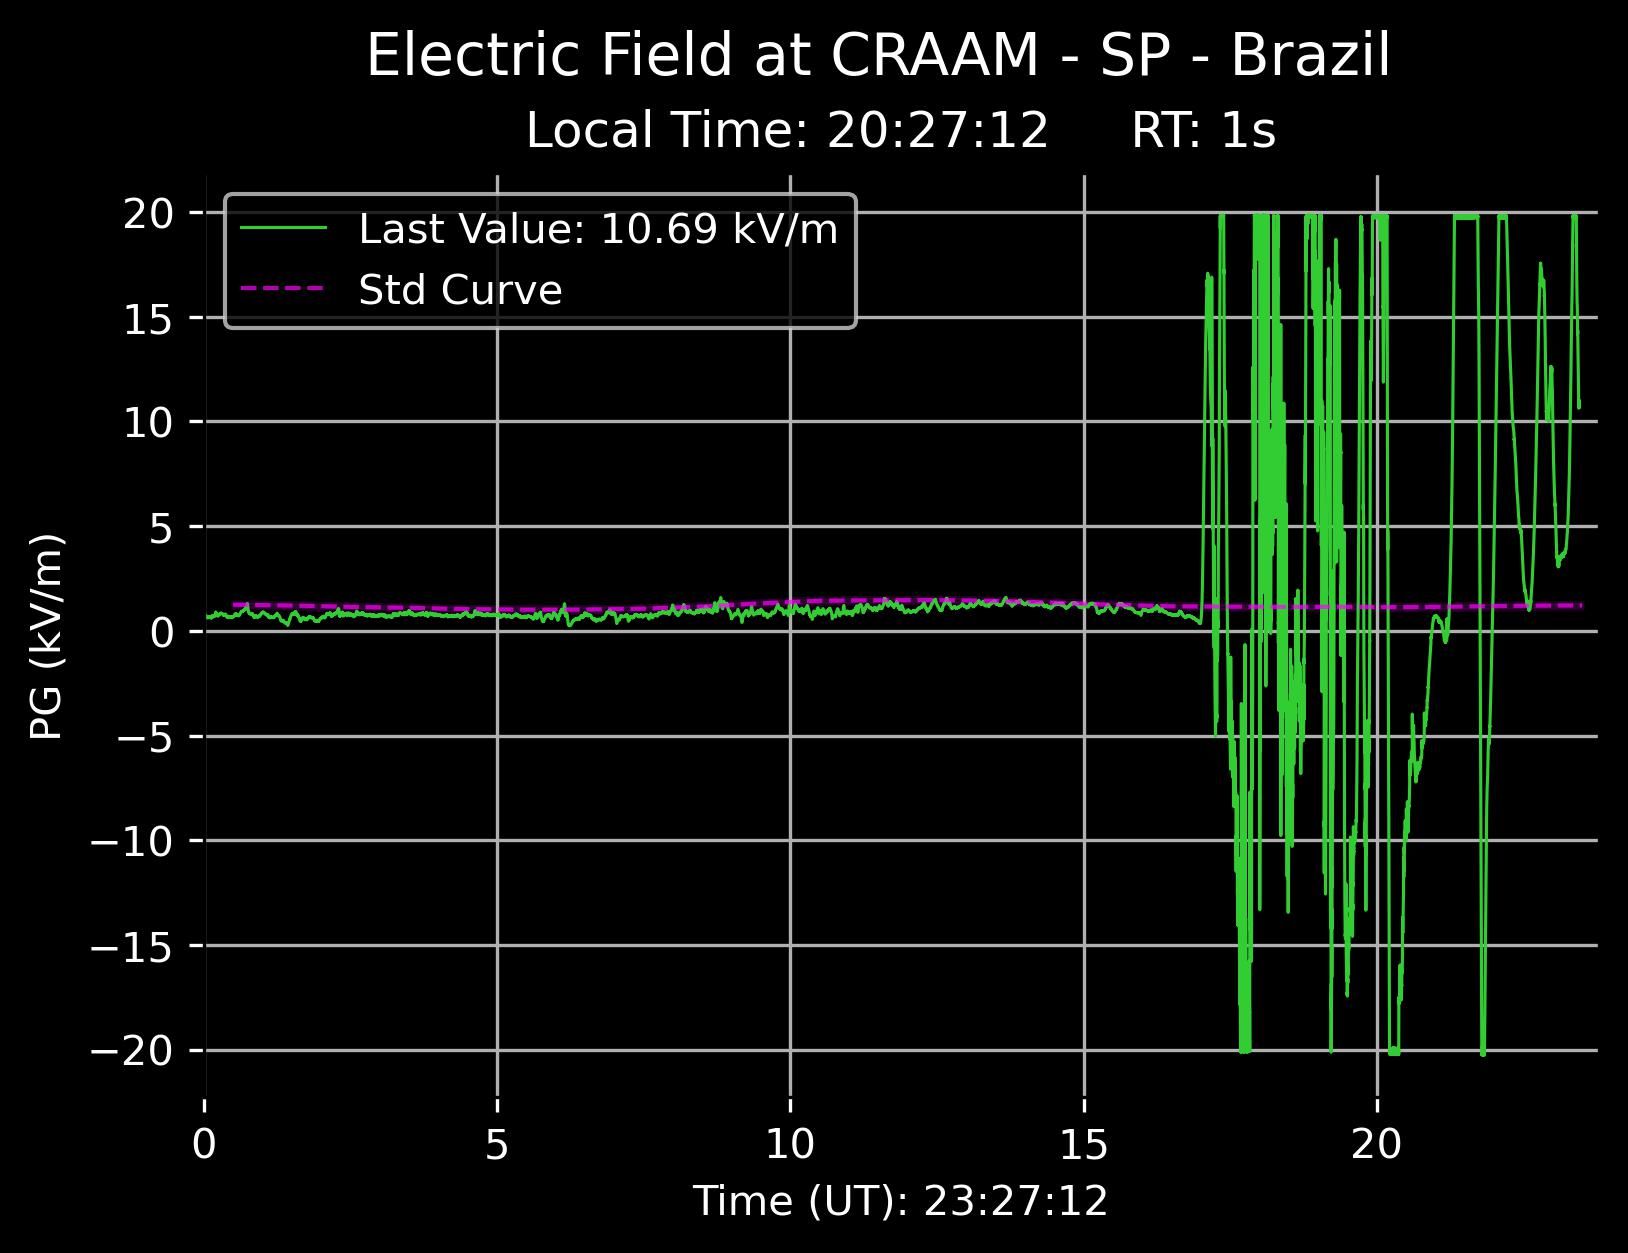 Electric Field at CRAAM - SP - Brazil
Local Time: 20:27:12 RT: 1s
Last Value: 10.69 kV/m
Std Curve
PG (kV/m)
20
15
10
5
0
−5
−10
−15
−20
0 5 10 15 20
Time (UT): 23:27:12